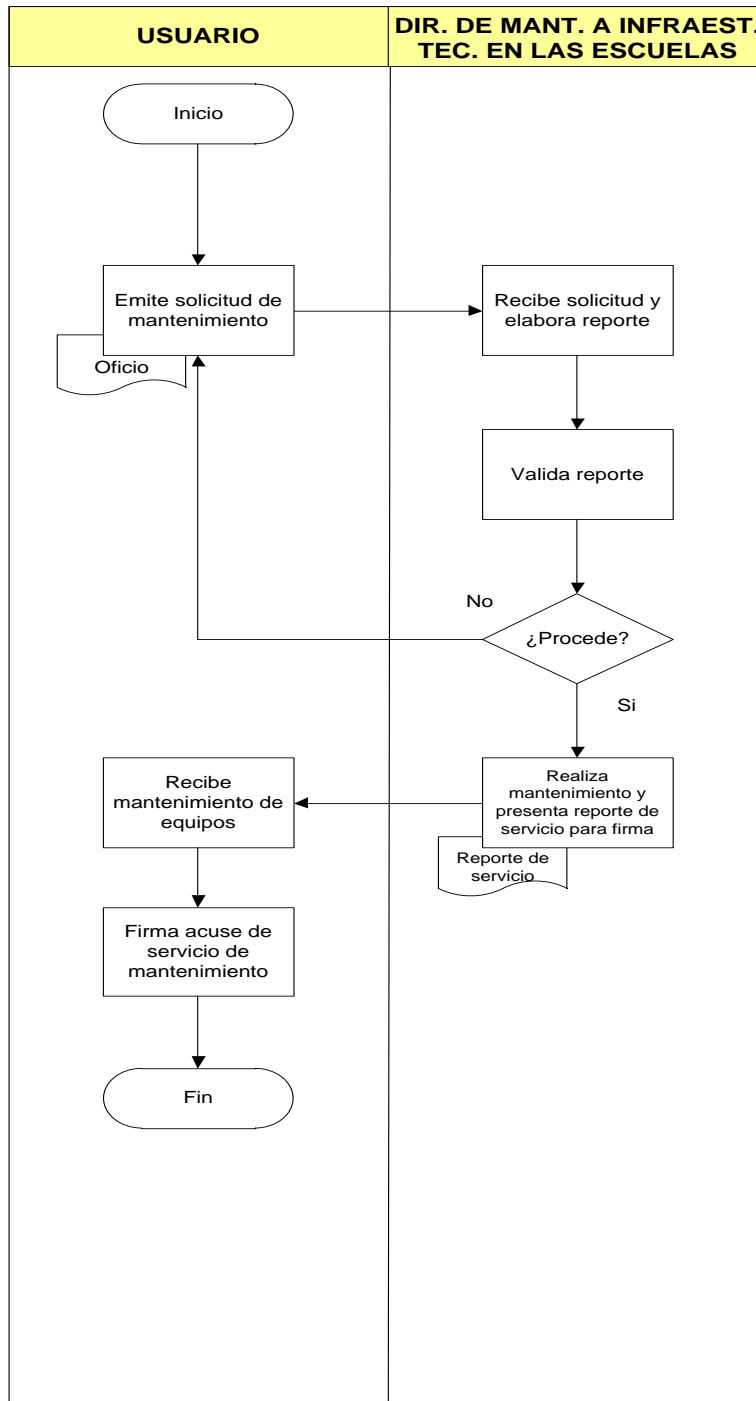 USUARIO
DIR. DE MANT. A INFRAEST.
TEC. EN LAS ESCUELAS
Inicio
Emite solicitud de
mantenimiento
Oficio
Recibe solicitud y
elabora reporte
Valida reporte
¿Procede?
No
Si
Realiza
mantenimiento y
presenta reporte de
servicio para firma
Reporte de
servicio
Recibe
mantenimiento de
equipos
Firma acuse de
servicio de
mantenimiento
Fin